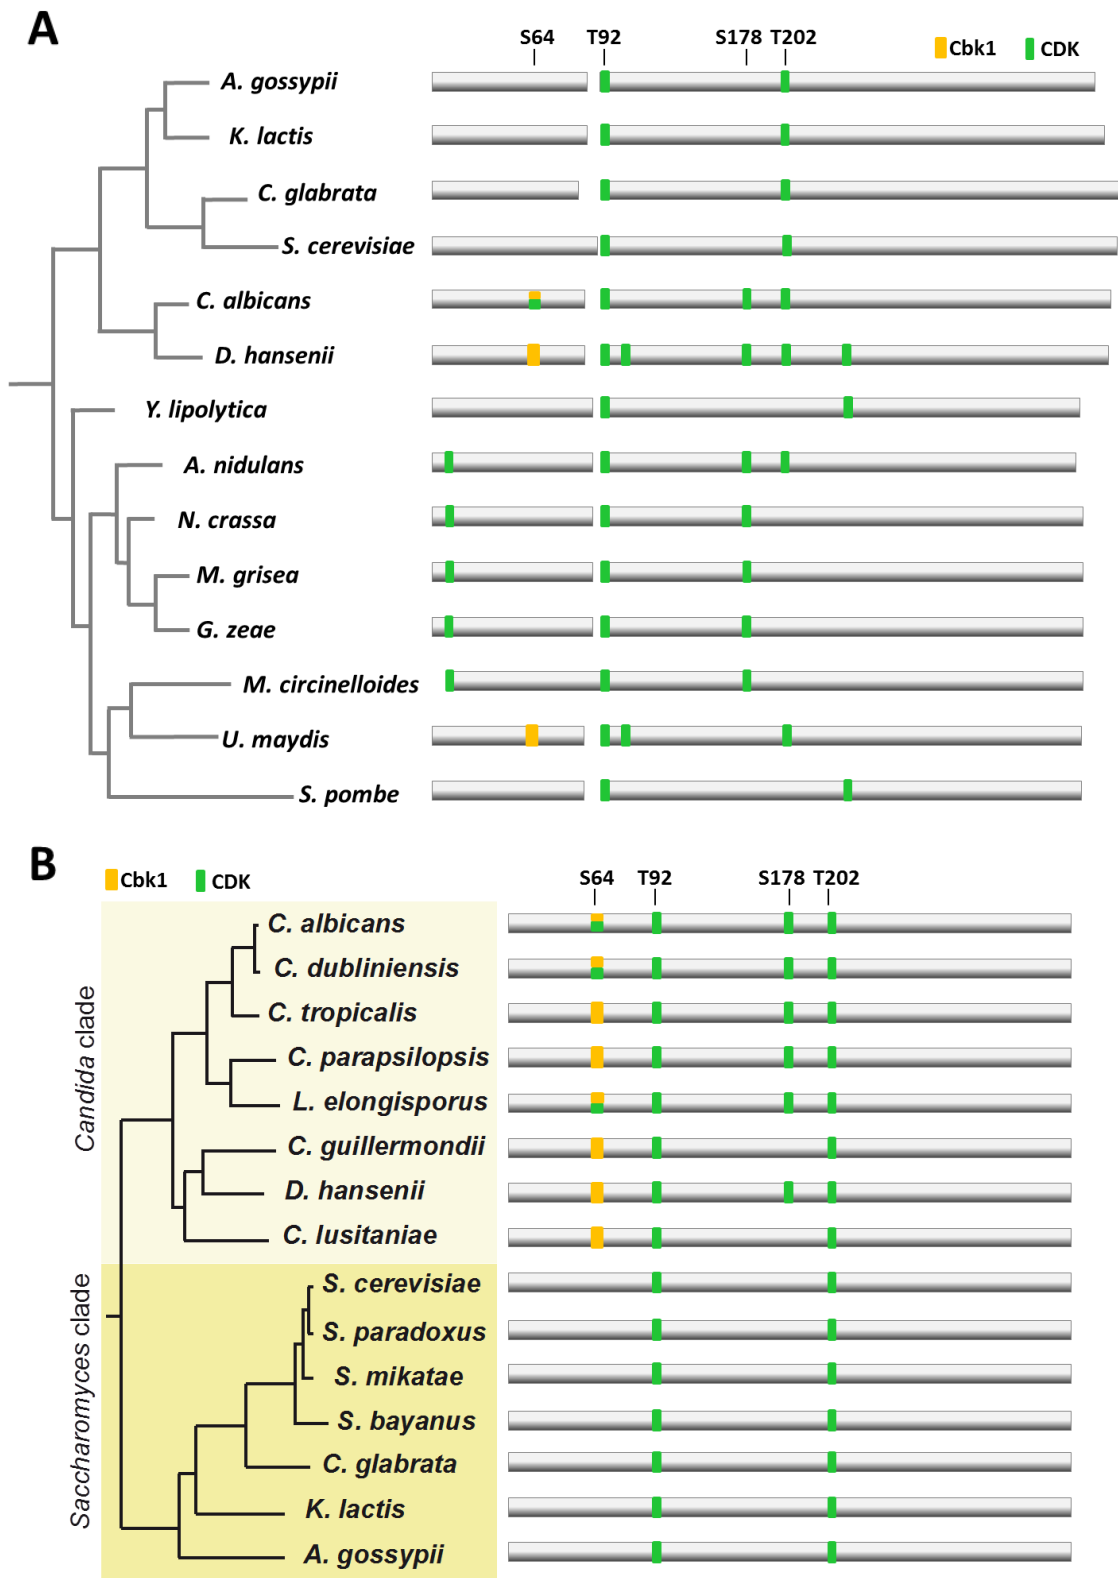 A
S64 T92 S178 T202
Cbk1 CDK
A. gossypii
K. lactis
C. glabrata
S. cerevisiae
C. albicans
D. hansenii
Y. lipolytica
A. nidulans
N. crassa
M. grisea
G. zeae
M. circinelloides
U. maydis
S. pombe
B
Cbk1 CDK
S64 T92 S178 T202
Candida clade
C. albicans
C. dubliniensis
C. tropicalis
C. parapsilopsis
L. elongisporus
C. guillermondii
D. hansenii
C. lusitaniae
Saccharomyces clade
S. cerevisiae
S. paradoxus
S. mikatae
S. bayanus
C. glabrata
K. lactis
A. gossypii